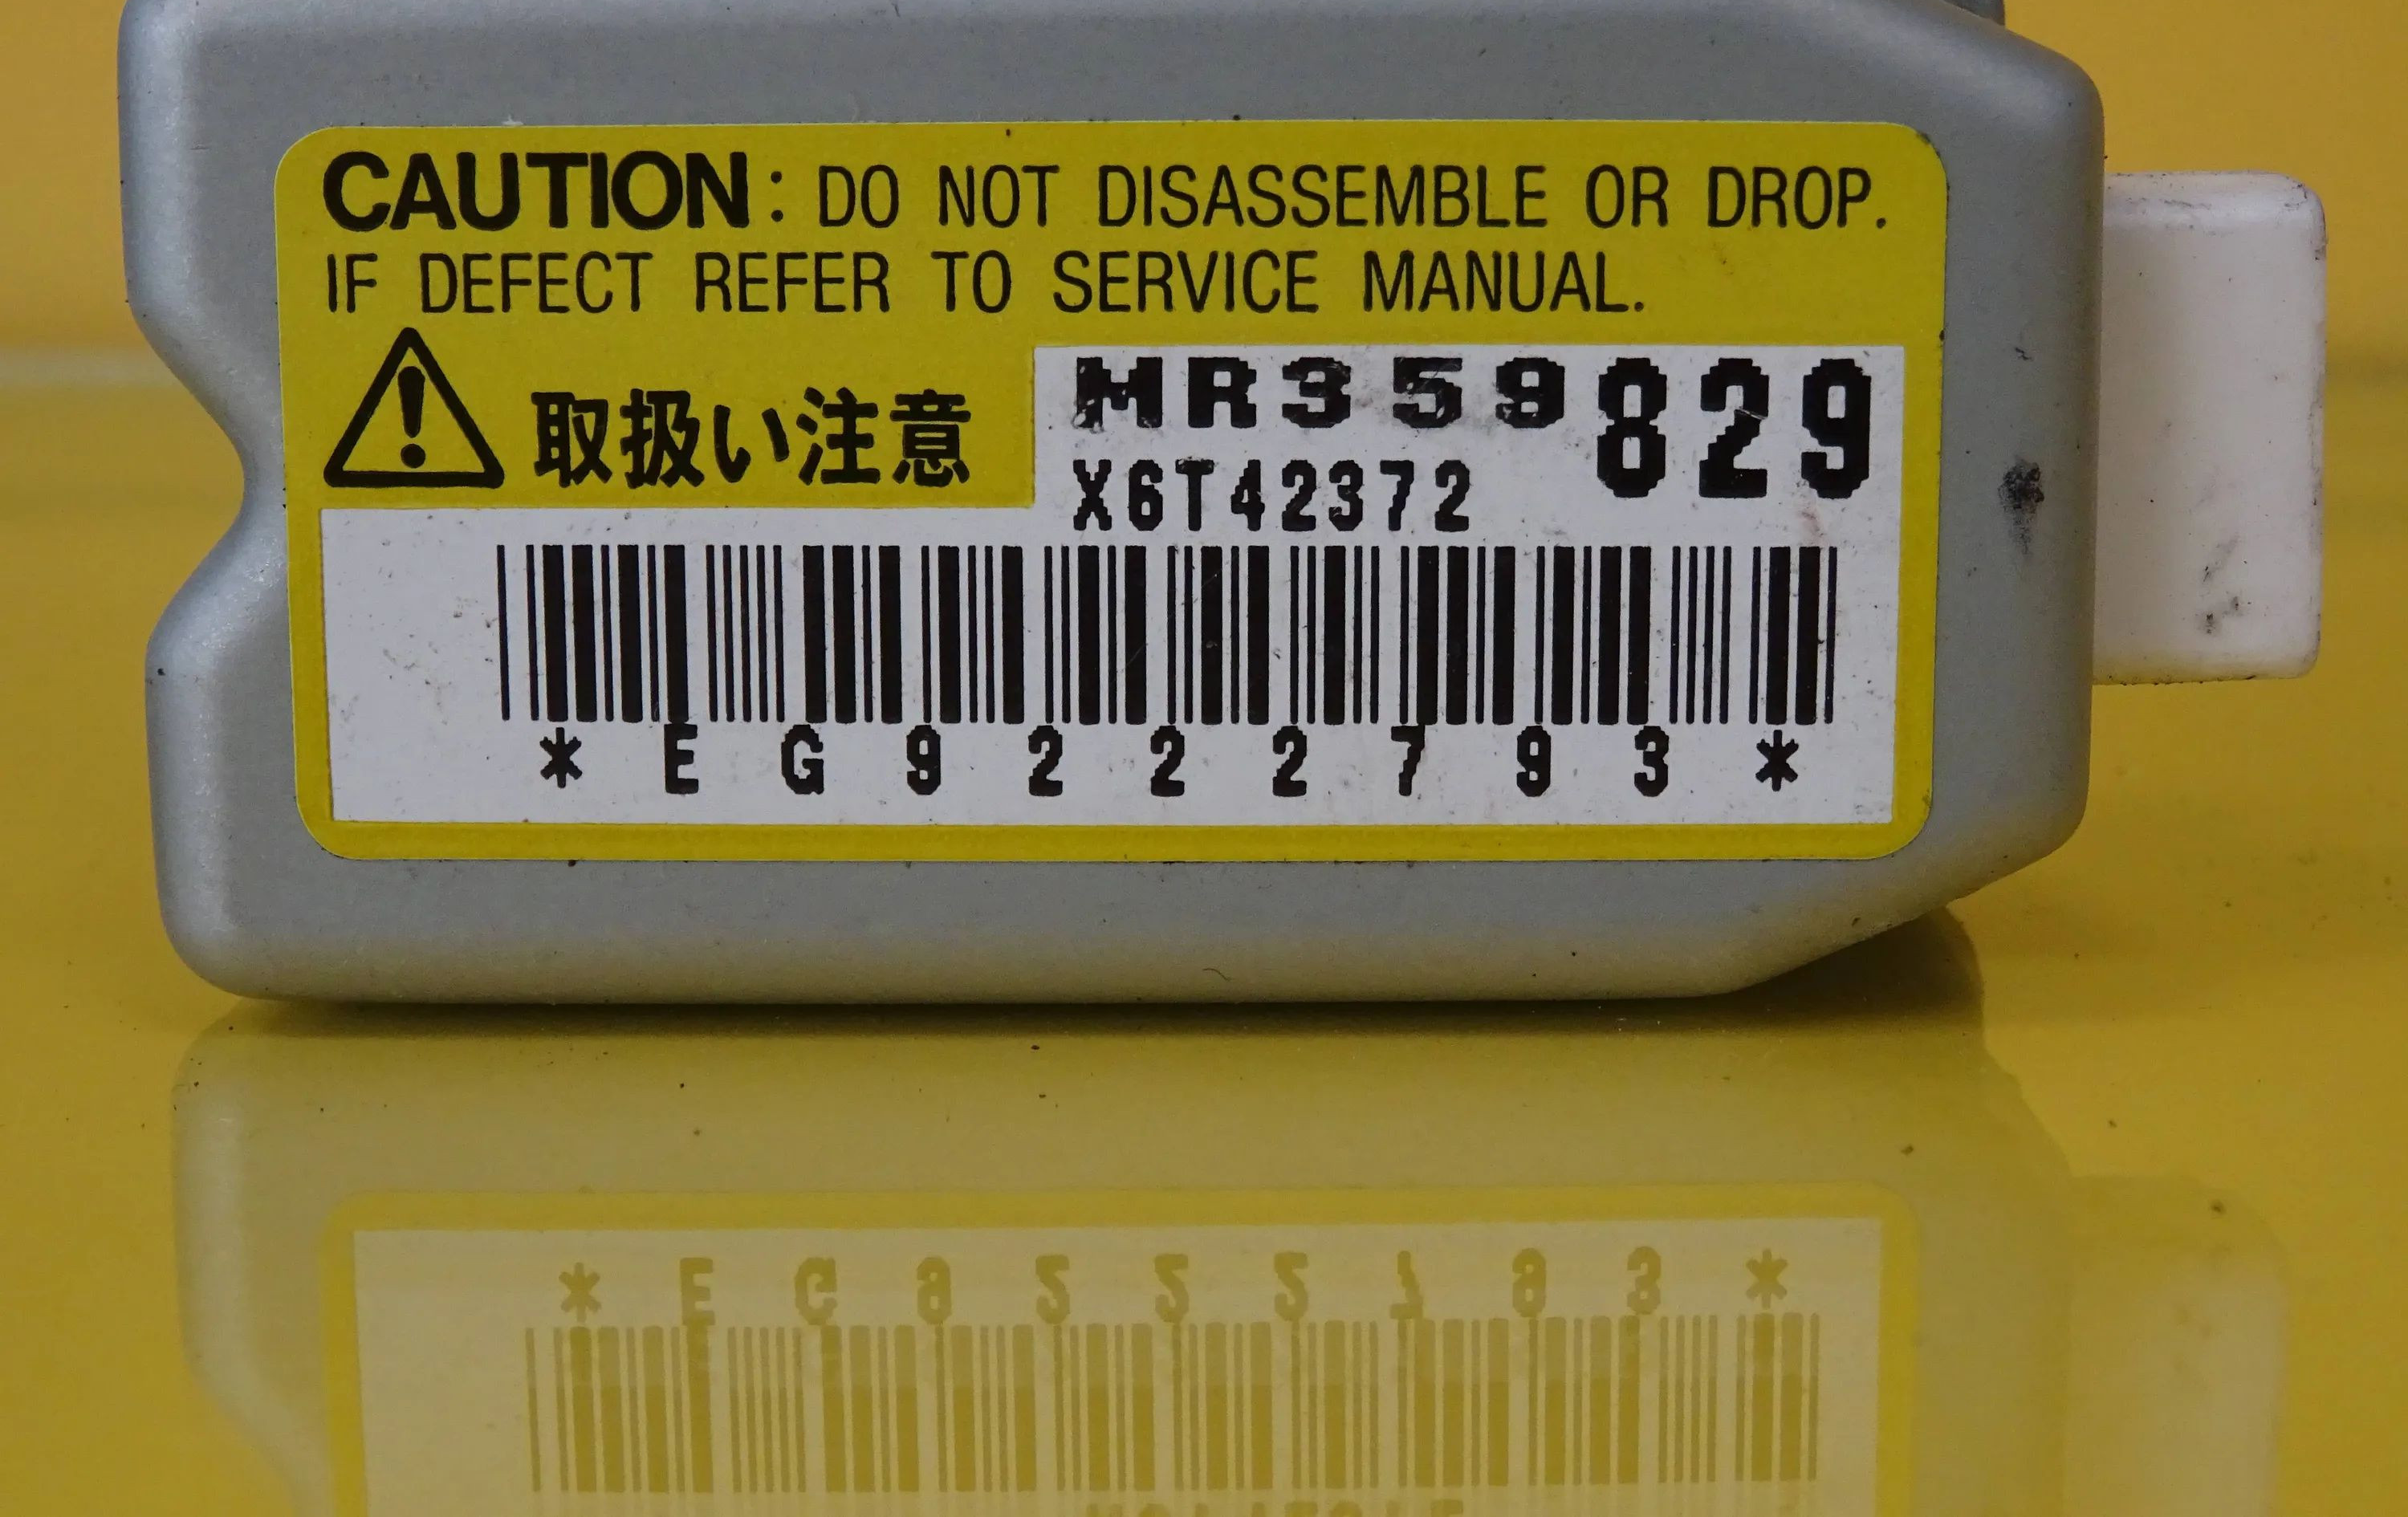 CAUTION: DO NOT DISASSEMBLE OR DROP.
IF DEFECT REFER TO SERVICE MANUAL.
取扱い注意
MR359829
X6T42372
*EG9222793*